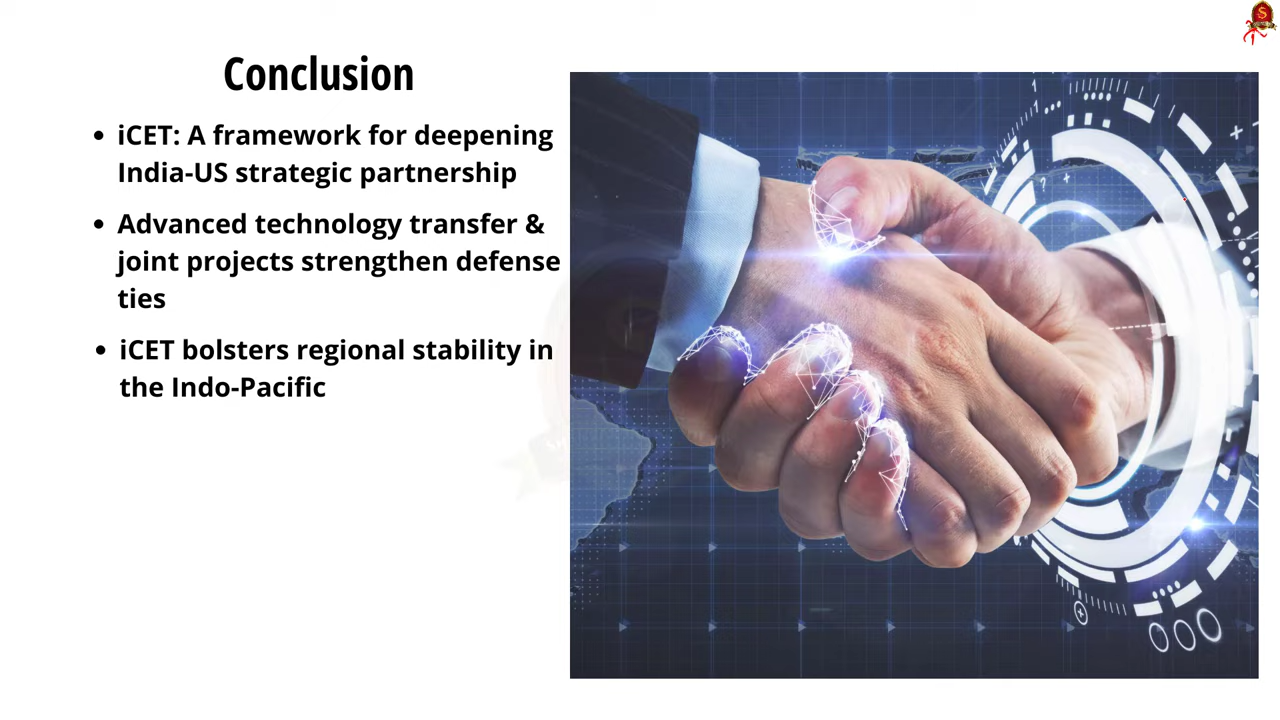 Conclusion
• iCET: A framework for deepening
India-US strategic partnership
• Advanced technology transfer &
joint projects strengthen defense
ties
• iCET bolsters regional stability in
the Indo-Pacific